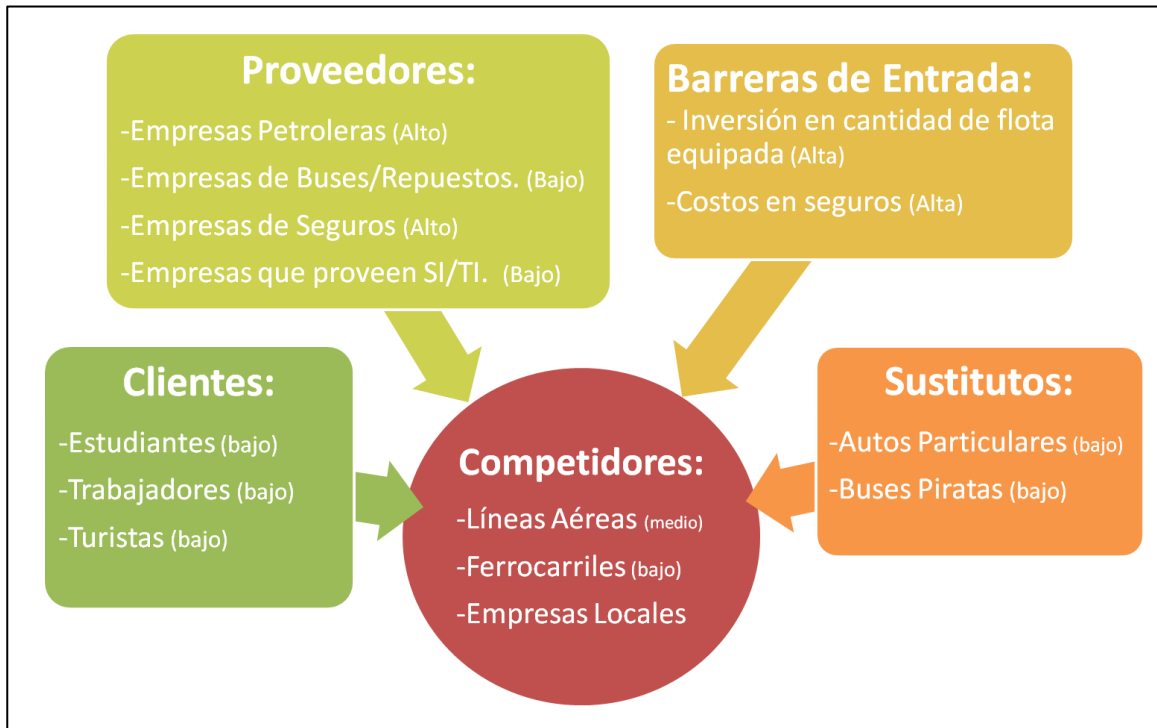 Proveedores:
-Empresas Petroleras (Alto)
-Empresas de Buses/Repuestos. (Bajo)
-Empresas de Seguros (Alto)
-Empresas que proveen SI/TI. (Bajo)
Barreras de Entrada:
- Inversión en cantidad de flota
equipada (Alta)
-Costos en seguros (Alta)
Clientes:
-Estudiantes (bajo)
-Trabajadores (bajo)
-Turistas (bajo)
Competidores:
-Líneas Aéreas (medio)
-Ferrocarriles (bajo)
-Empresas Locales
Sustitutos:
-Autos Particulares (bajo)
-Buses Piratas (bajo)